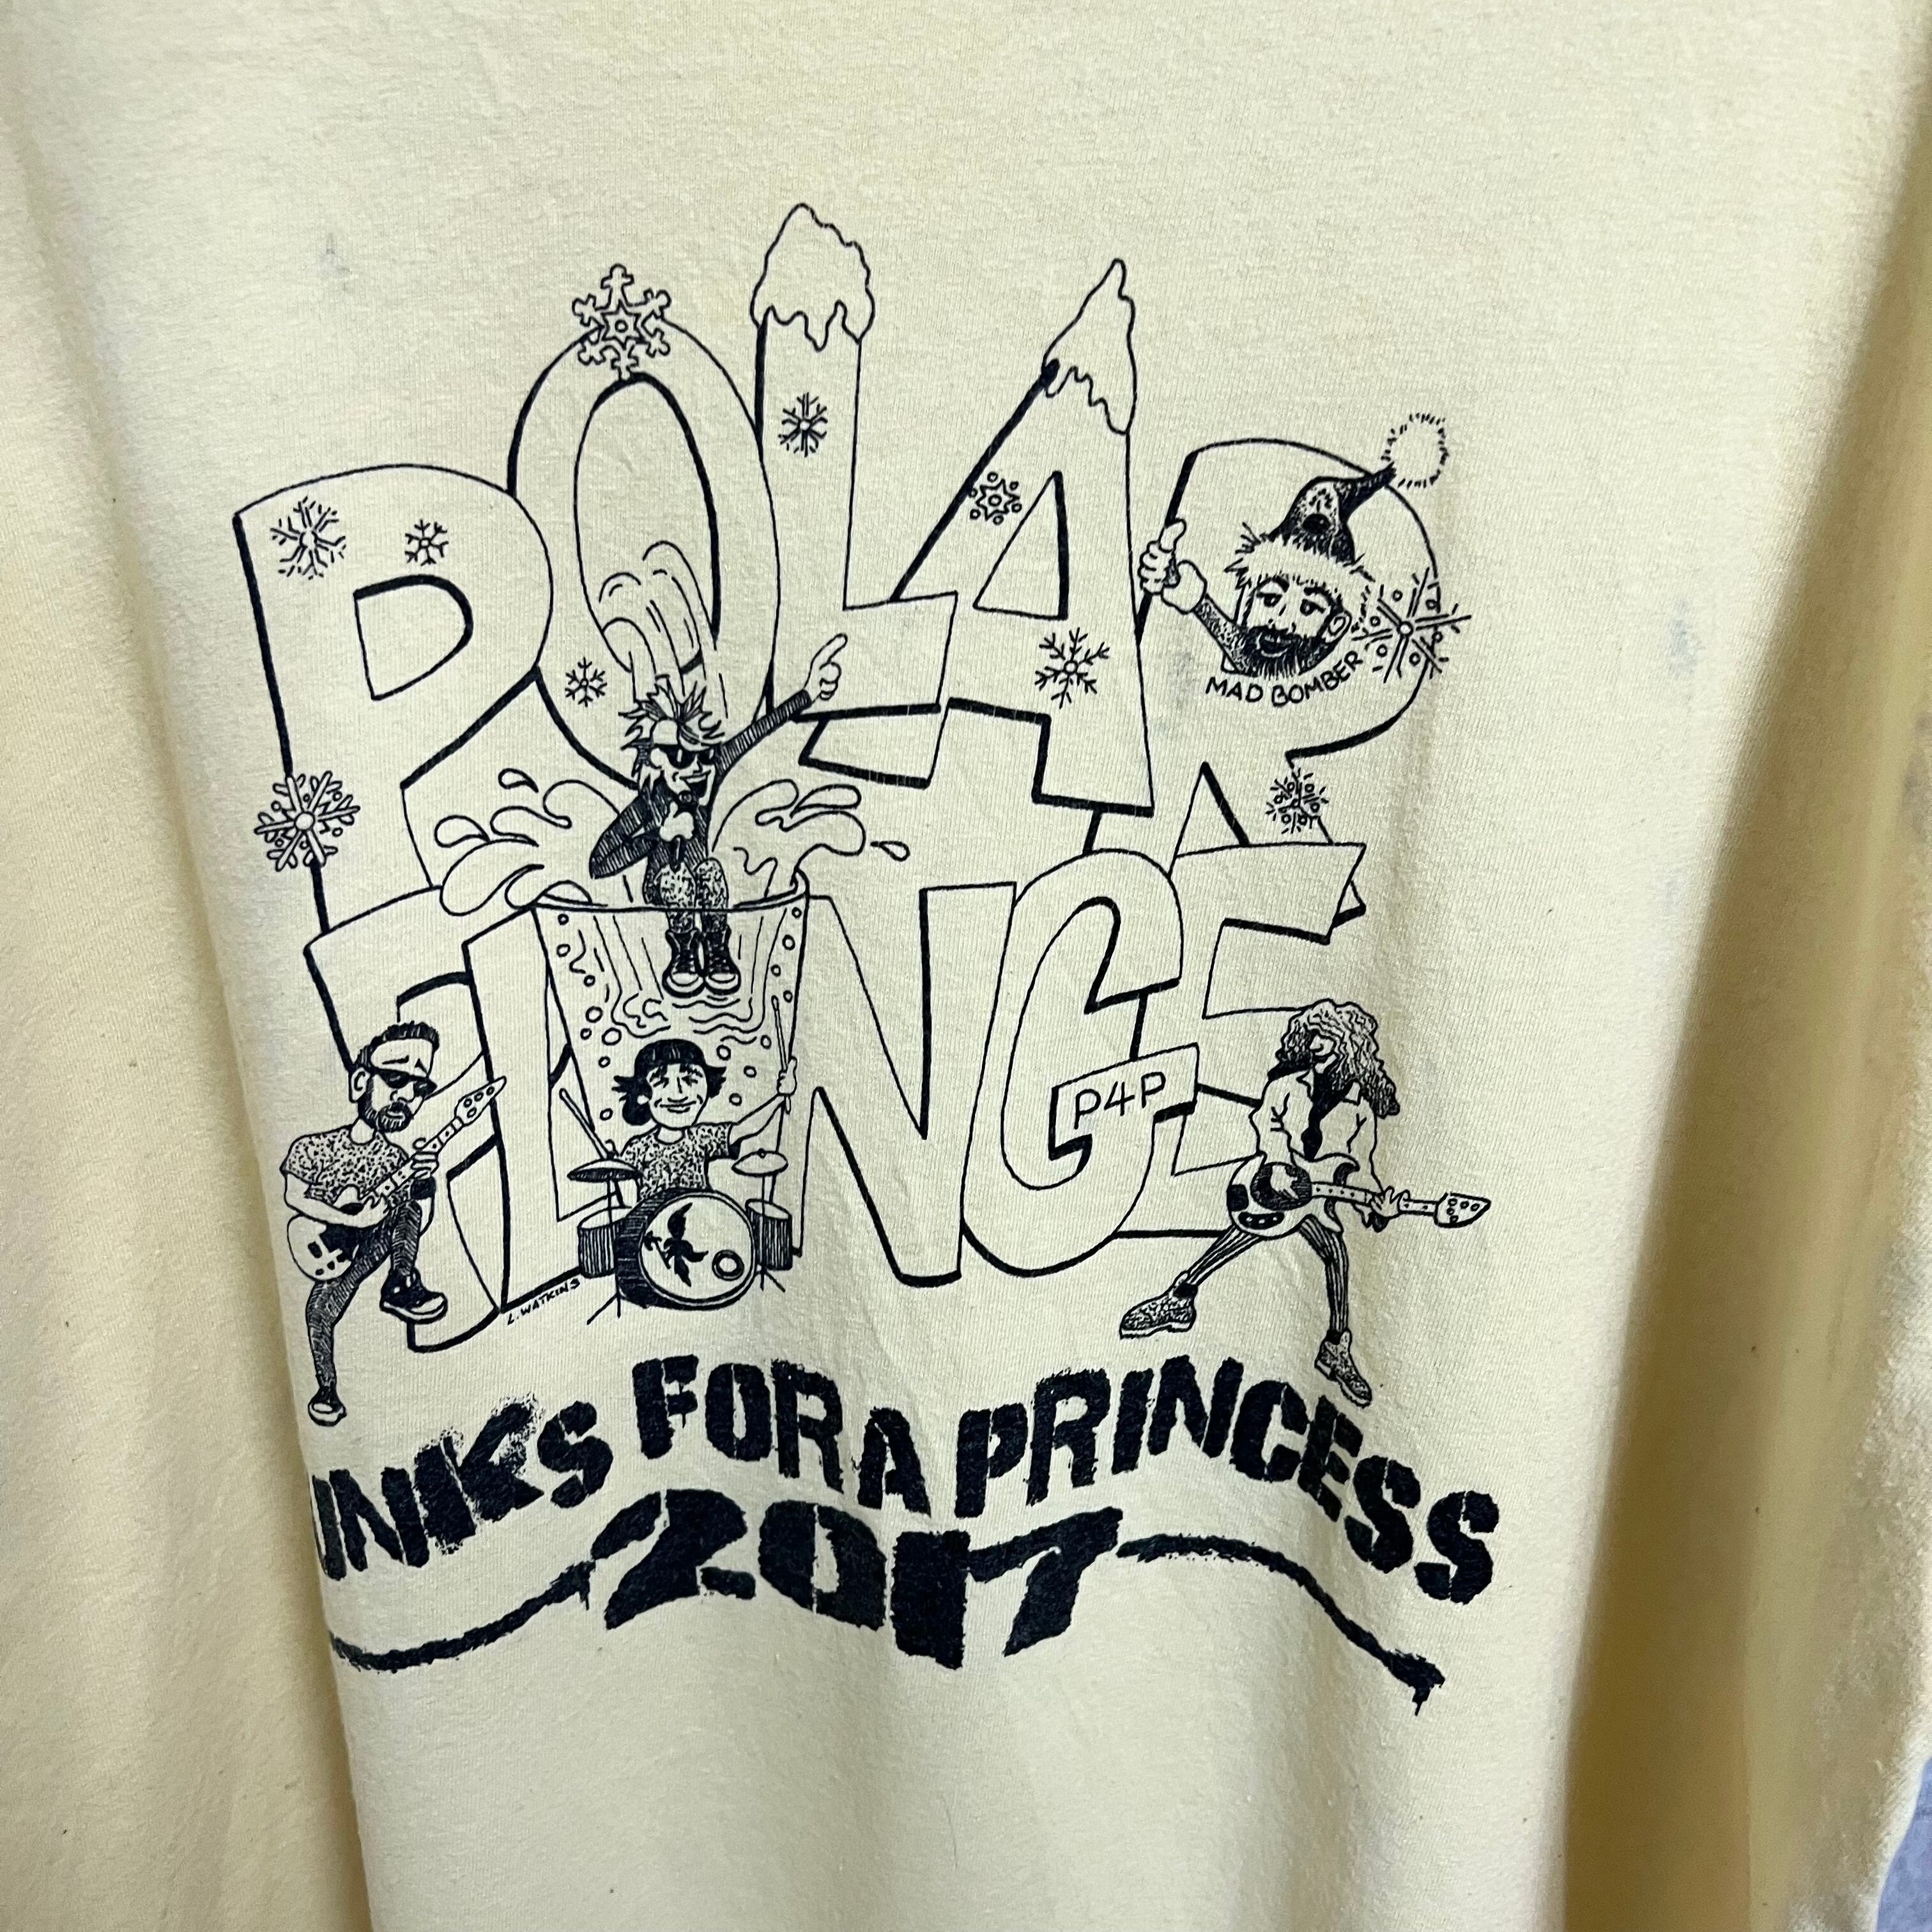 POLAR
MAD BOMBER
PLUNGE
P4P
L. WATKINS
UNKS FOR A PRINCESS
2017